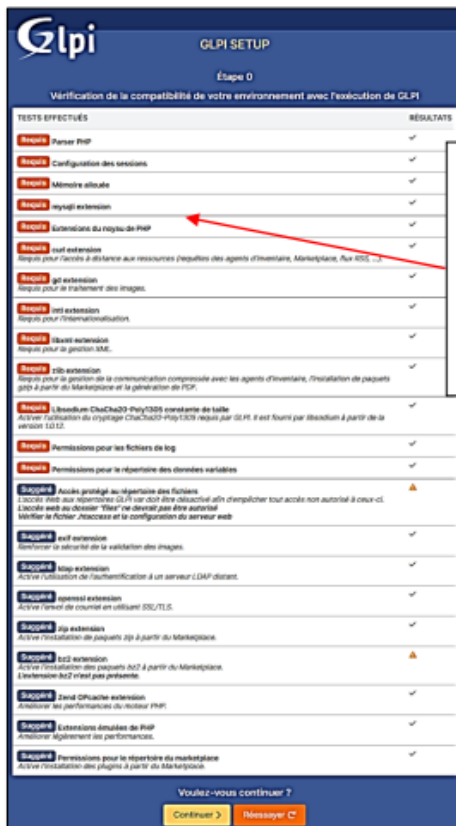 Glpi
GLPI SETUP
Étape 0
Vérification de la compatibilité de votre environnement avec l'exécution de GLPI
TESTS EFFECTUÉS RÉSULTATS
Requis Parser PHP
Requis Configuration des sessions
Requis Mémoire allouée
Requis mysqli extension
Requis Extensions du noyau de PHP
Requis curl extension
Requis pour l'accès à distance aux ressources (requêtes des agents d'inventaire, Marketplace, flux RSS, ...).
Requis gd extension
Requis pour le traitement des images.
Requis intl extension
Requis pour l'internationalisation.
Requis libxml extension
Requis pour la gestion XML.
Requis zlib extension
Requis pour la gestion de la communication compressée avec les agents d'inventaire, l'installation de paquets
gzip à partir du Marketplace et la génération de PDF.
Requis Libsodium ChaCha20-Poly1305 constante de taille
Activer l'utilisation du cryptage ChaCha20-Poly1305 requis par GLPI. Il est fourni par libsodium à partir de la
version 1.0.12.
Requis Permissions pour les fichiers de log
Requis Permissions pour le répertoire des données variables
Suggéré Accès protégé au répertoire des fichiers
L'accès web aux répertoires GLPI var doit être désactivé afin d'empêcher tout accès non autorisé à ceux-ci.
L'accès web au dossier "files" ne devrait pas être autorisé
Vérifier le fichier .htaccess et la configuration du serveur web
Suggéré exif extension
Renforcer la sécurité de la validation des images.
Suggéré ldap extension
Active l'utilisation de l'authentification à un serveur LDAP distant.
Suggéré openssl extension
Active l'envoi de courriel en utilisant SSL/TLS.
Suggéré zip extension
Active l'installation de paquets zip à partir du Marketplace.
Suggéré bz2 extension
Active l'installation des paquets bz2 à partir du Marketplace.
L'extension bz2 n'est pas présente.
Suggéré Zend OPcache extension
Améliorer les performances du moteur PHP.
Suggéré Extensions émulées de PHP
Améliorer légèrement les performances.
Suggéré Permissions pour le répertoire du marketplace
Active l'installation des plugins à partir du Marketplace.
Voulez-vous continuer ?
Continuer > Réessayer